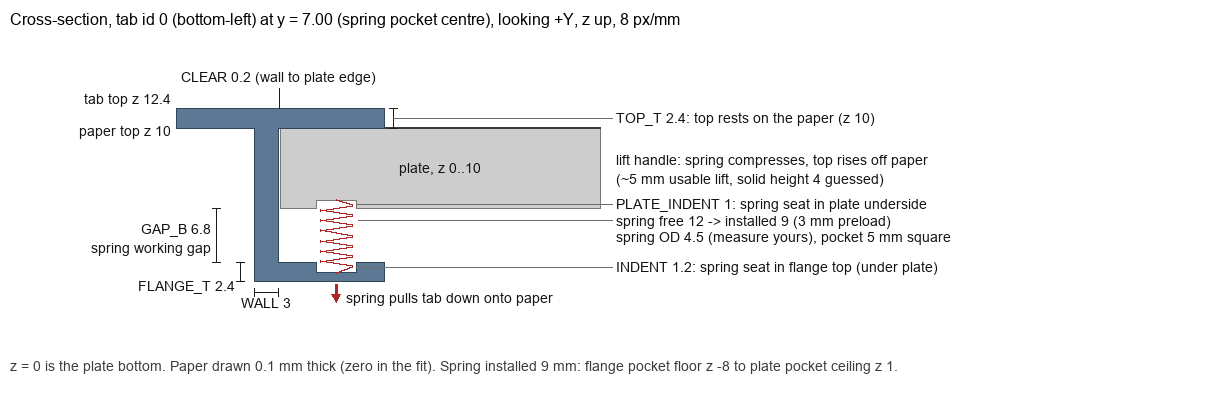 Cross-section, tab id 0 (bottom-left) at y = 7.00 (spring pocket centre), looking +Y, z up, 8 px/mm
CLEAR 0.2 (wall to plate edge)
tab top z 12.4
paper top z 10
TOP_T 2.4: top rests on the paper (z 10)
plate, z 0..10
lift handle: spring compresses, top rises off paper
(~5 mm usable lift, solid height 4 guessed)
PLATE_INDENT 1: spring seat in plate underside
spring free 12 -> installed 9 (3 mm preload)
spring OD 4.5 (measure yours), pocket 5 mm square
GAP_B 6.8
spring working gap
INDENT 1.2: spring seat in flange top (under plate)
FLANGE_T 2.4
WALL 3
spring pulls tab down onto paper
z = 0 is the plate bottom. Paper drawn 0.1 mm thick (zero in the fit). Spring installed 9 mm: flange pocket floor z -8 to plate pocket ceiling z 1.